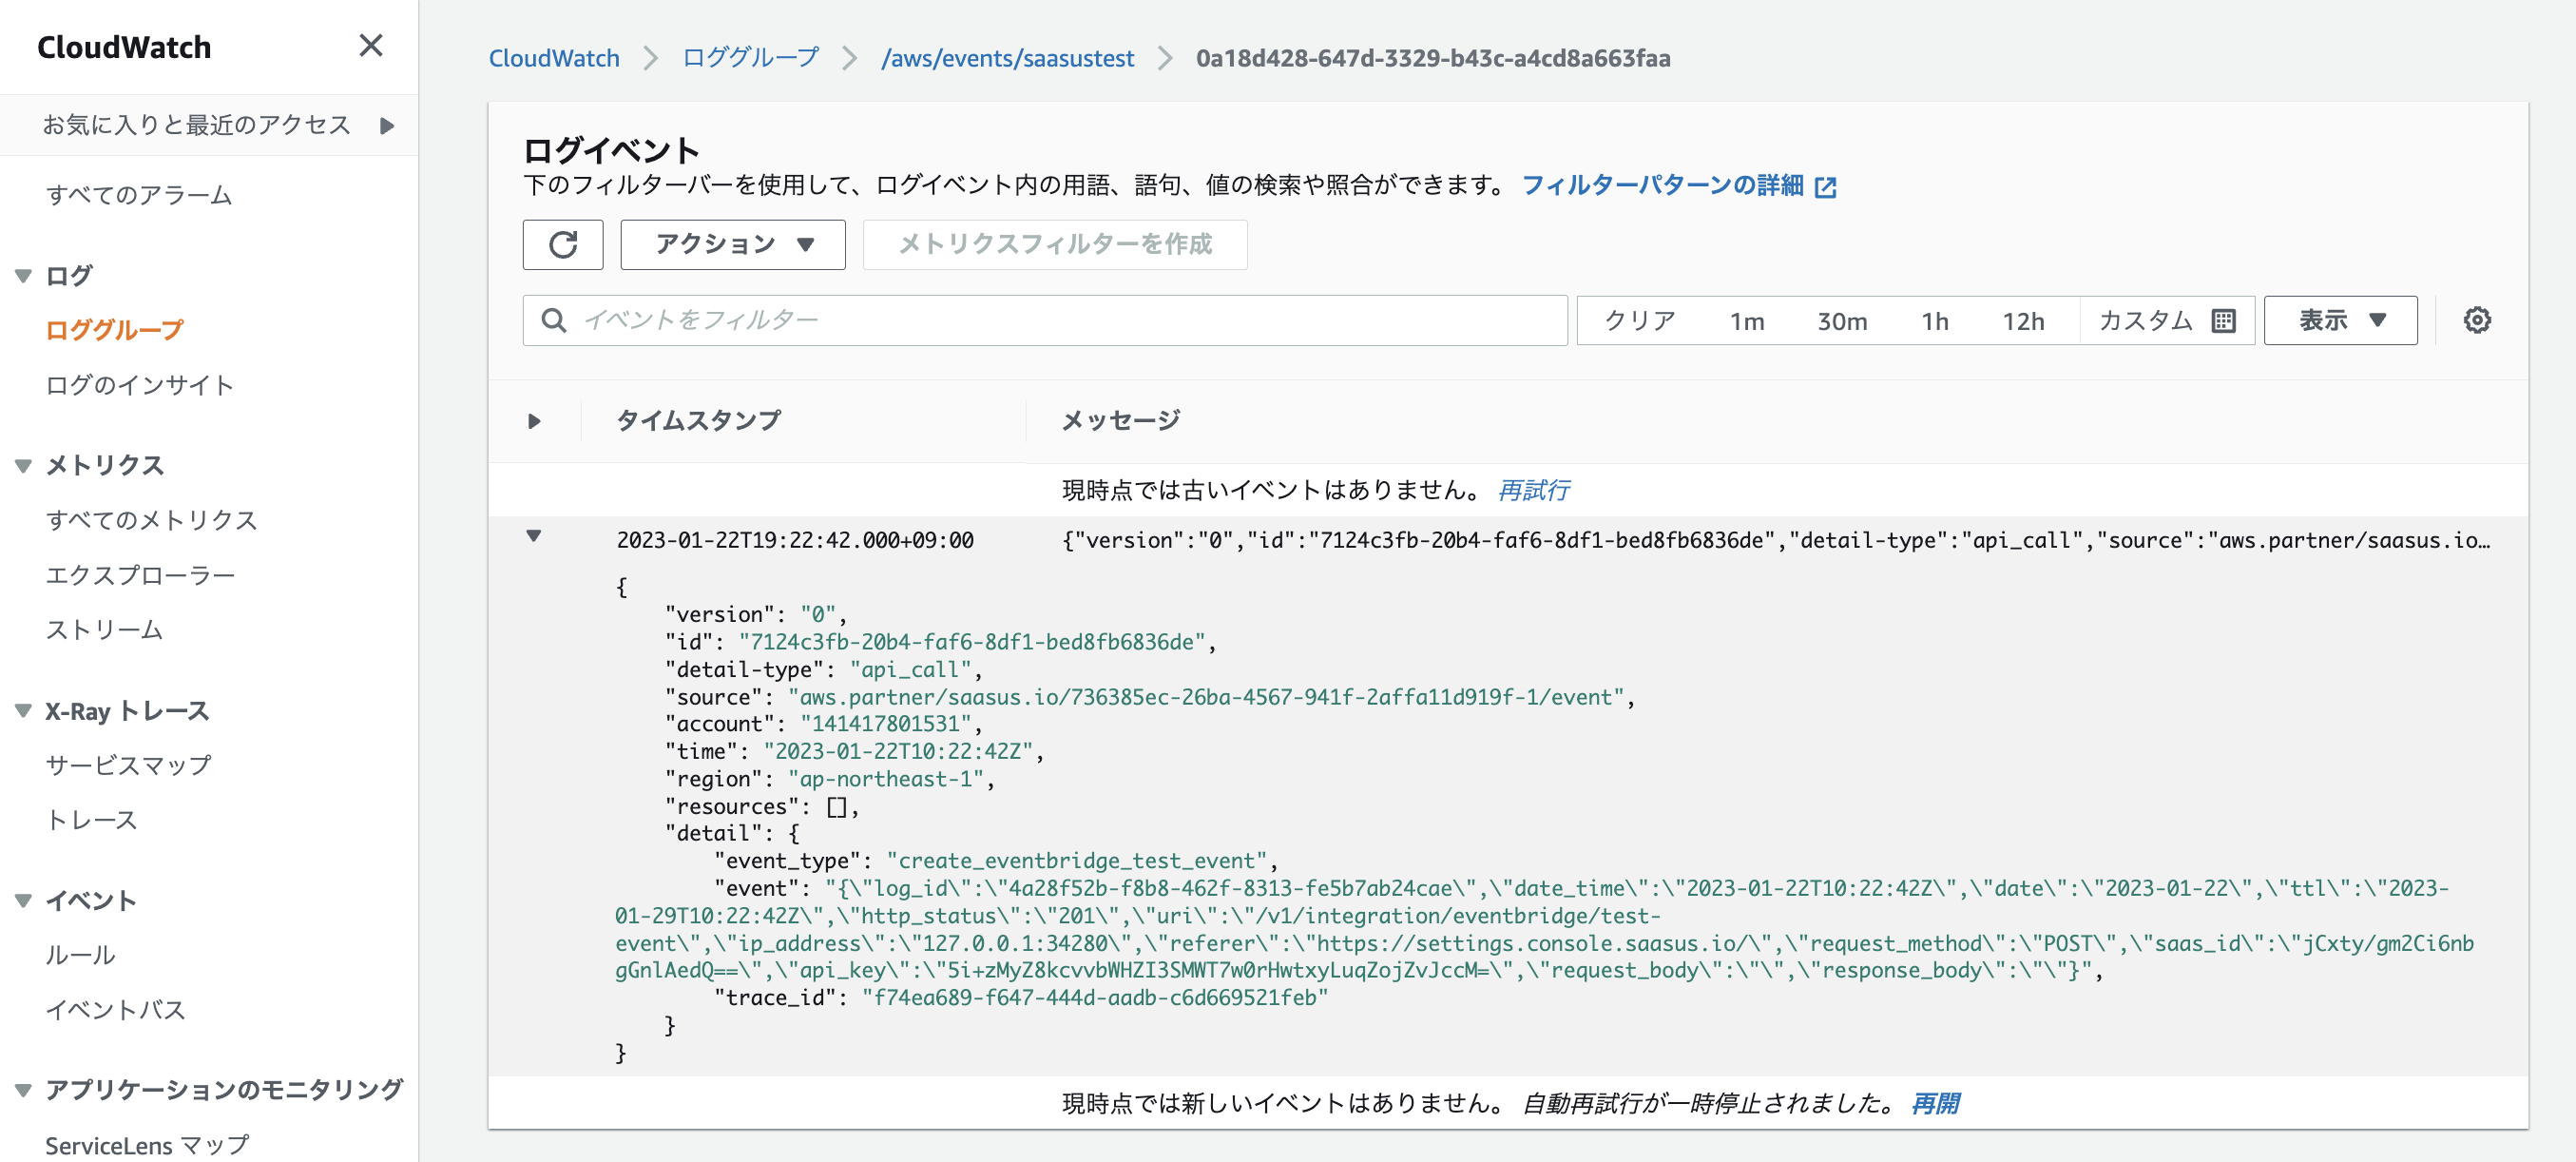 CloudWatch
お気に入りと最近のアクセス
すべてのアラーム
ログ
ロググループ
ログのインサイト
メトリクス
すべてのメトリクス
エクスプローラー
ストリーム
X-Ray トレース
サービスマップ
トレース
イベント
ルール
イベントバス
アプリケーションのモニタリング
ServiceLens マップ
CloudWatch ロググループ /aws/events/saasustest 0a18d428-647d-3329-b43c-a4cd8a663faa
ログイベント
下のフィルターバーを使用して、ログイベント内の用語、語句、値の検索や照合ができます。 フィルターパターンの詳細
アクション メトリクスフィルターを作成
イベントをフィルター クリア 1m 30m 1h 12h カスタム 表示
タイムスタンプ メッセージ
現時点では古いイベントはありません。 再試行
2023-01-22T19:22:42.000+09:00 {"version":"0","id":"7124c3fb-20b4-faf6-8df1-bed8fb6836de","detail-type":"api_call","source":"aws.partner/saasus.io…
{
"version": "0",
"id": "7124c3fb-20b4-faf6-8df1-bed8fb6836de",
"detail-type": "api_call",
"source": "aws.partner/saasus.io/736385ec-26ba-4567-941f-2affa11d919f-1/event",
"account": "141417801531",
"time": "2023-01-22T10:22:42Z",
"region": "ap-northeast-1",
"resources": [],
"detail": {
"event_type": "create_eventbridge_test_event",
"event": "{\"log_id\":\"4a28f52b-f8b8-462f-8313-fe5b7ab24cae\",\"date_time\":\"2023-01-22T10:22:42Z\",\"date\":\"2023-01-22\",\"ttl\":\"2023-
01-29T10:22:42Z\",\"http_status\":\"201\",\"uri\":\"/v1/integration/eventbridge/test-
event\",\"ip_address\":\"127.0.0.1:34280\",\"referer\":\"https://settings.console.saasus.io/\",\"request_method\":\"POST\",\"saas_id\":\"jCxty/gm2Ci6nb
gGnlAedQ==\",\"api_key\":\"5i+zMyZ8kcvvbWHZI3SMWT7w0rHwtxyLuqZojZvJccM=\",\"request_body\":\"\",\"response_body\":\"\"}",
"trace_id": "f74ea689-f647-444d-aadb-c6d669521feb"
}
}
現時点では新しいイベントはありません。 自動再試行が一時停止されました。 再開